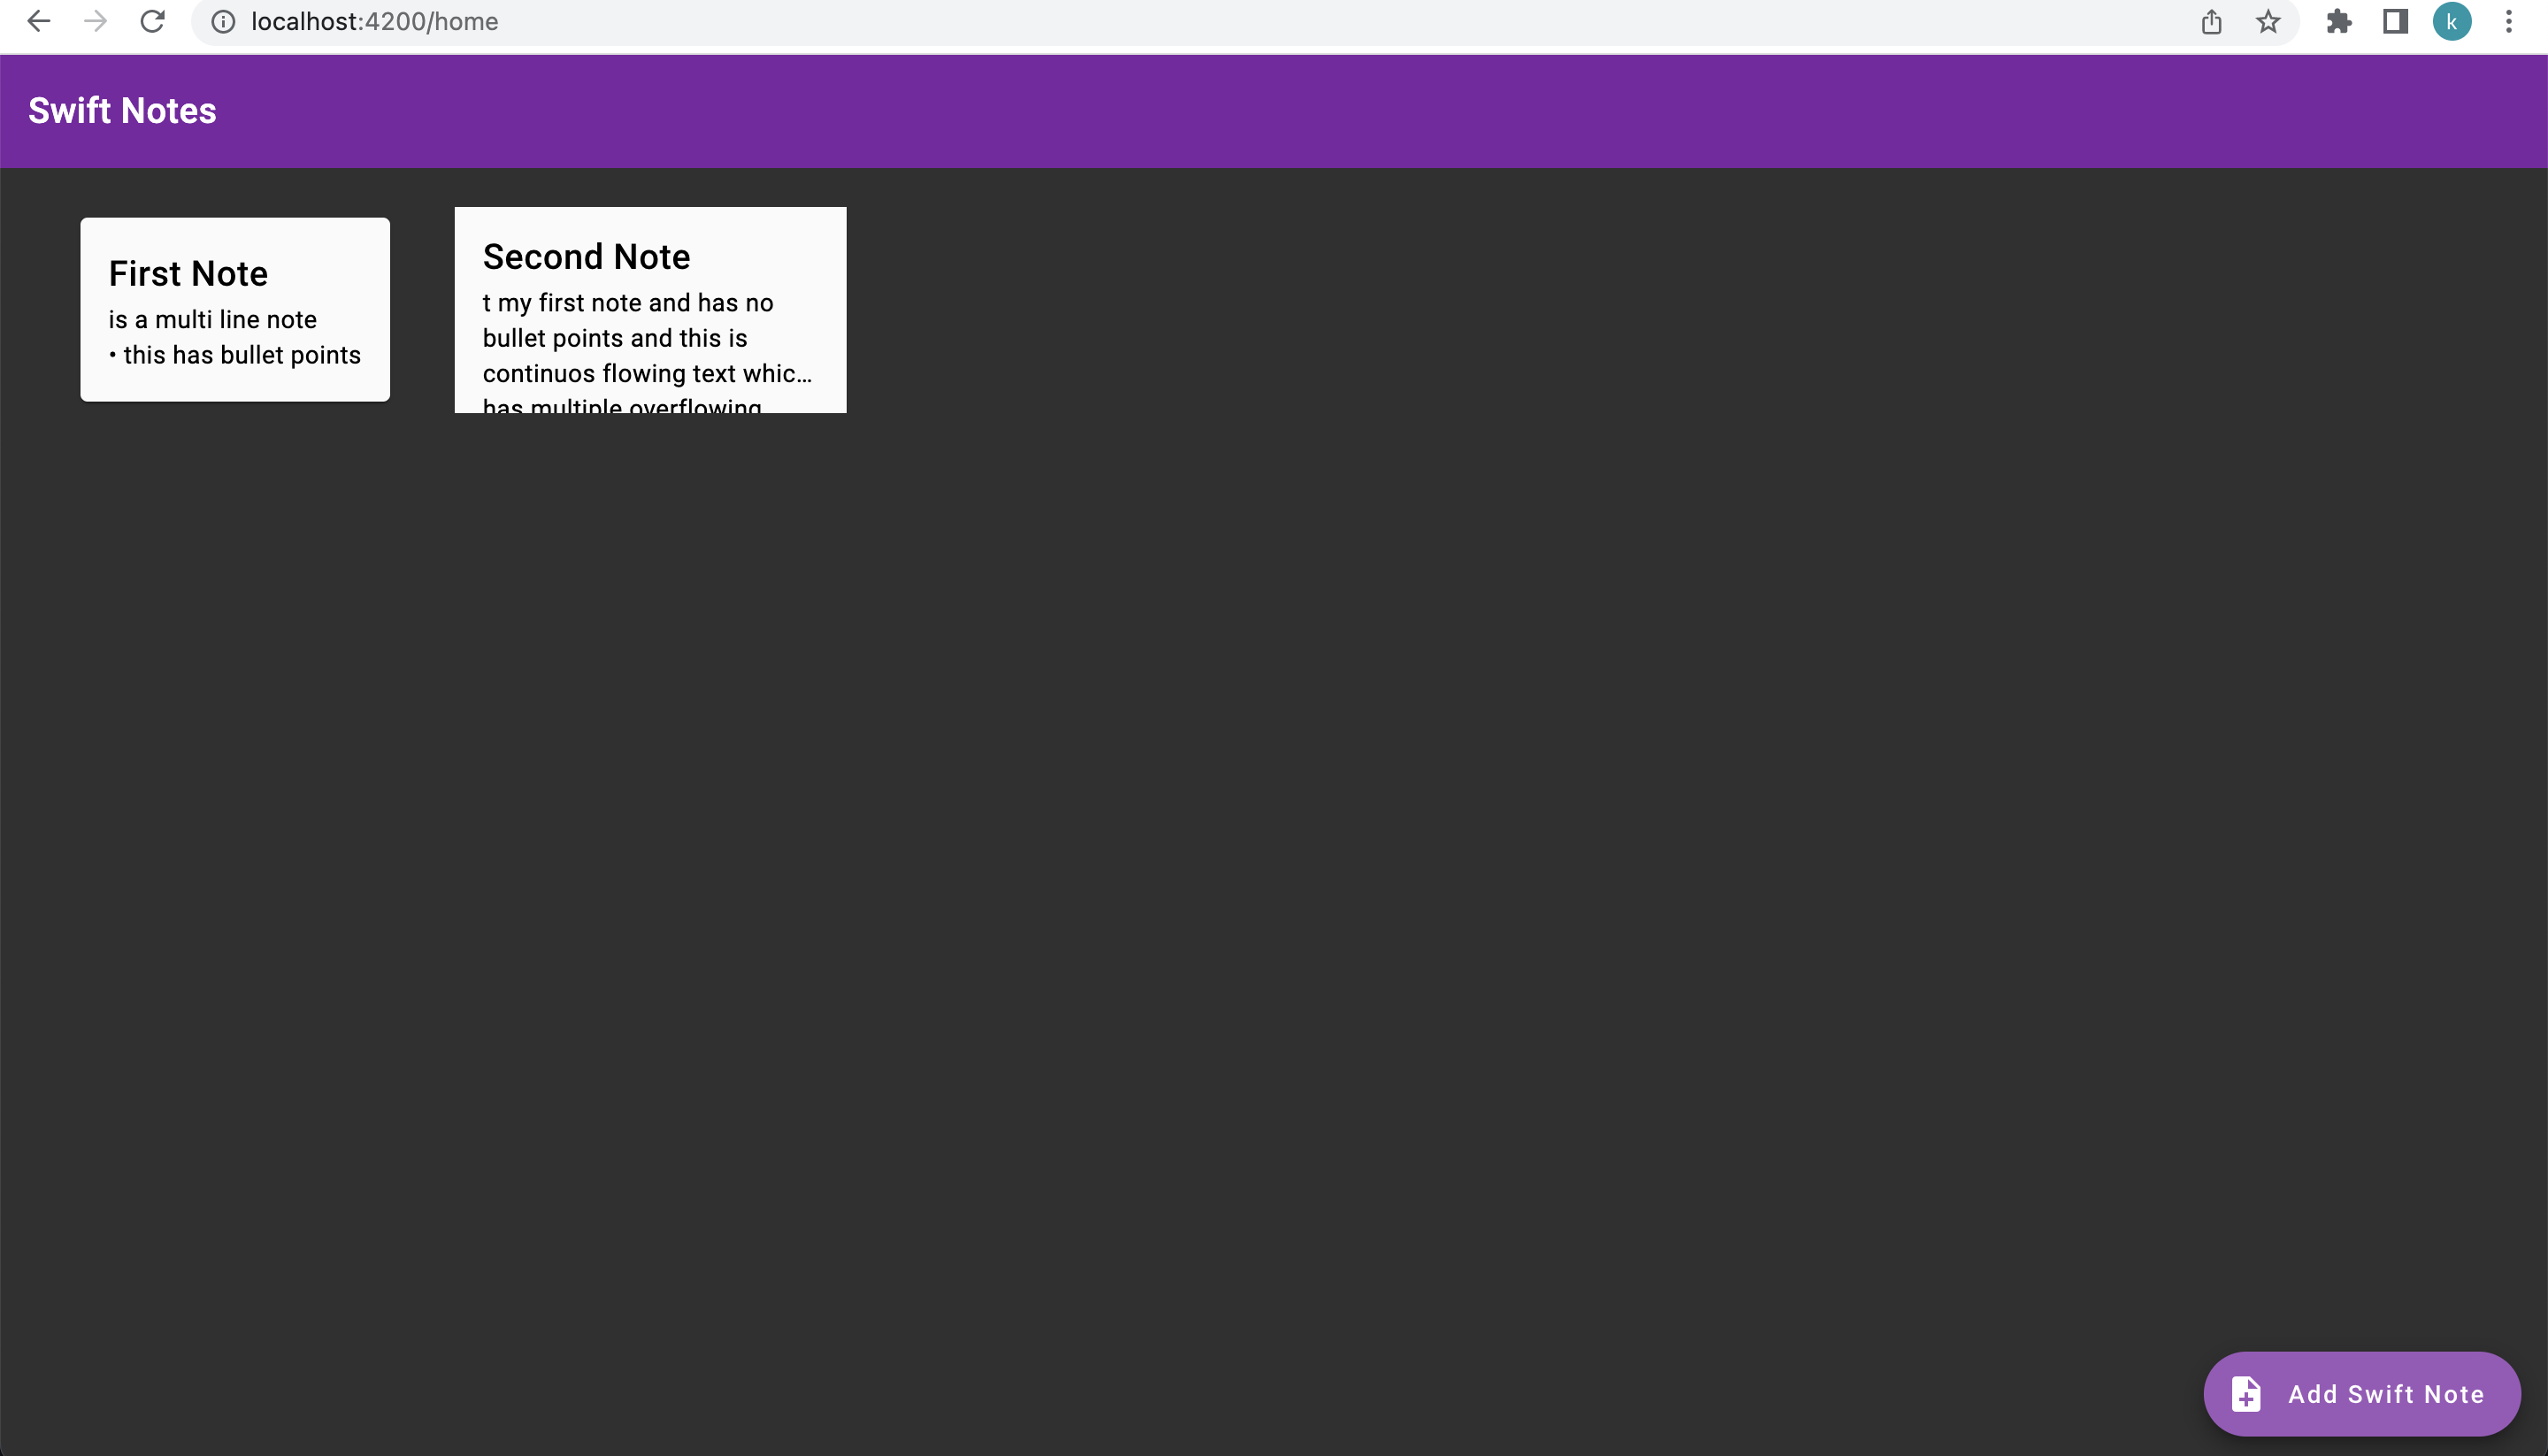 localhost:4200/home
k
Swift Notes
First Note
is a multi line note
• this has bullet points
Second Note
t my first note and has no
bullet points and this is
continuos flowing text whic...
has multiple overflowing
Add Swift Note